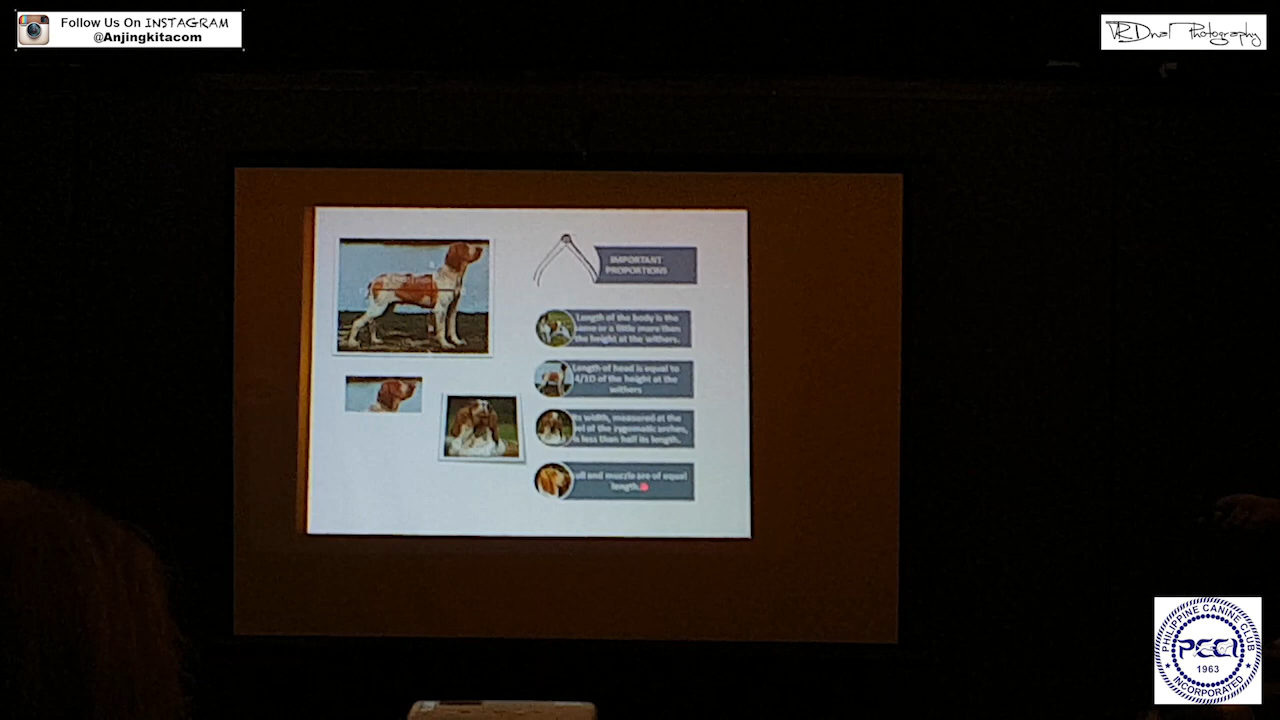 Follow Us On INSTAGRAM
@Anjingkitacom
VRDwal Photography
IMPORTANT
PROPORTIONS
Length of the body is the
same or a little more then
the height at the withers.
Length of head is equal to
4/10 of the height at the
withers
width, measured at the
of the zygomatic arches,
is less than half its length.
and muzzle are of equal
length.
PHILIPPINE CANINE CLUB
PCCI
1963
INCORPORATED